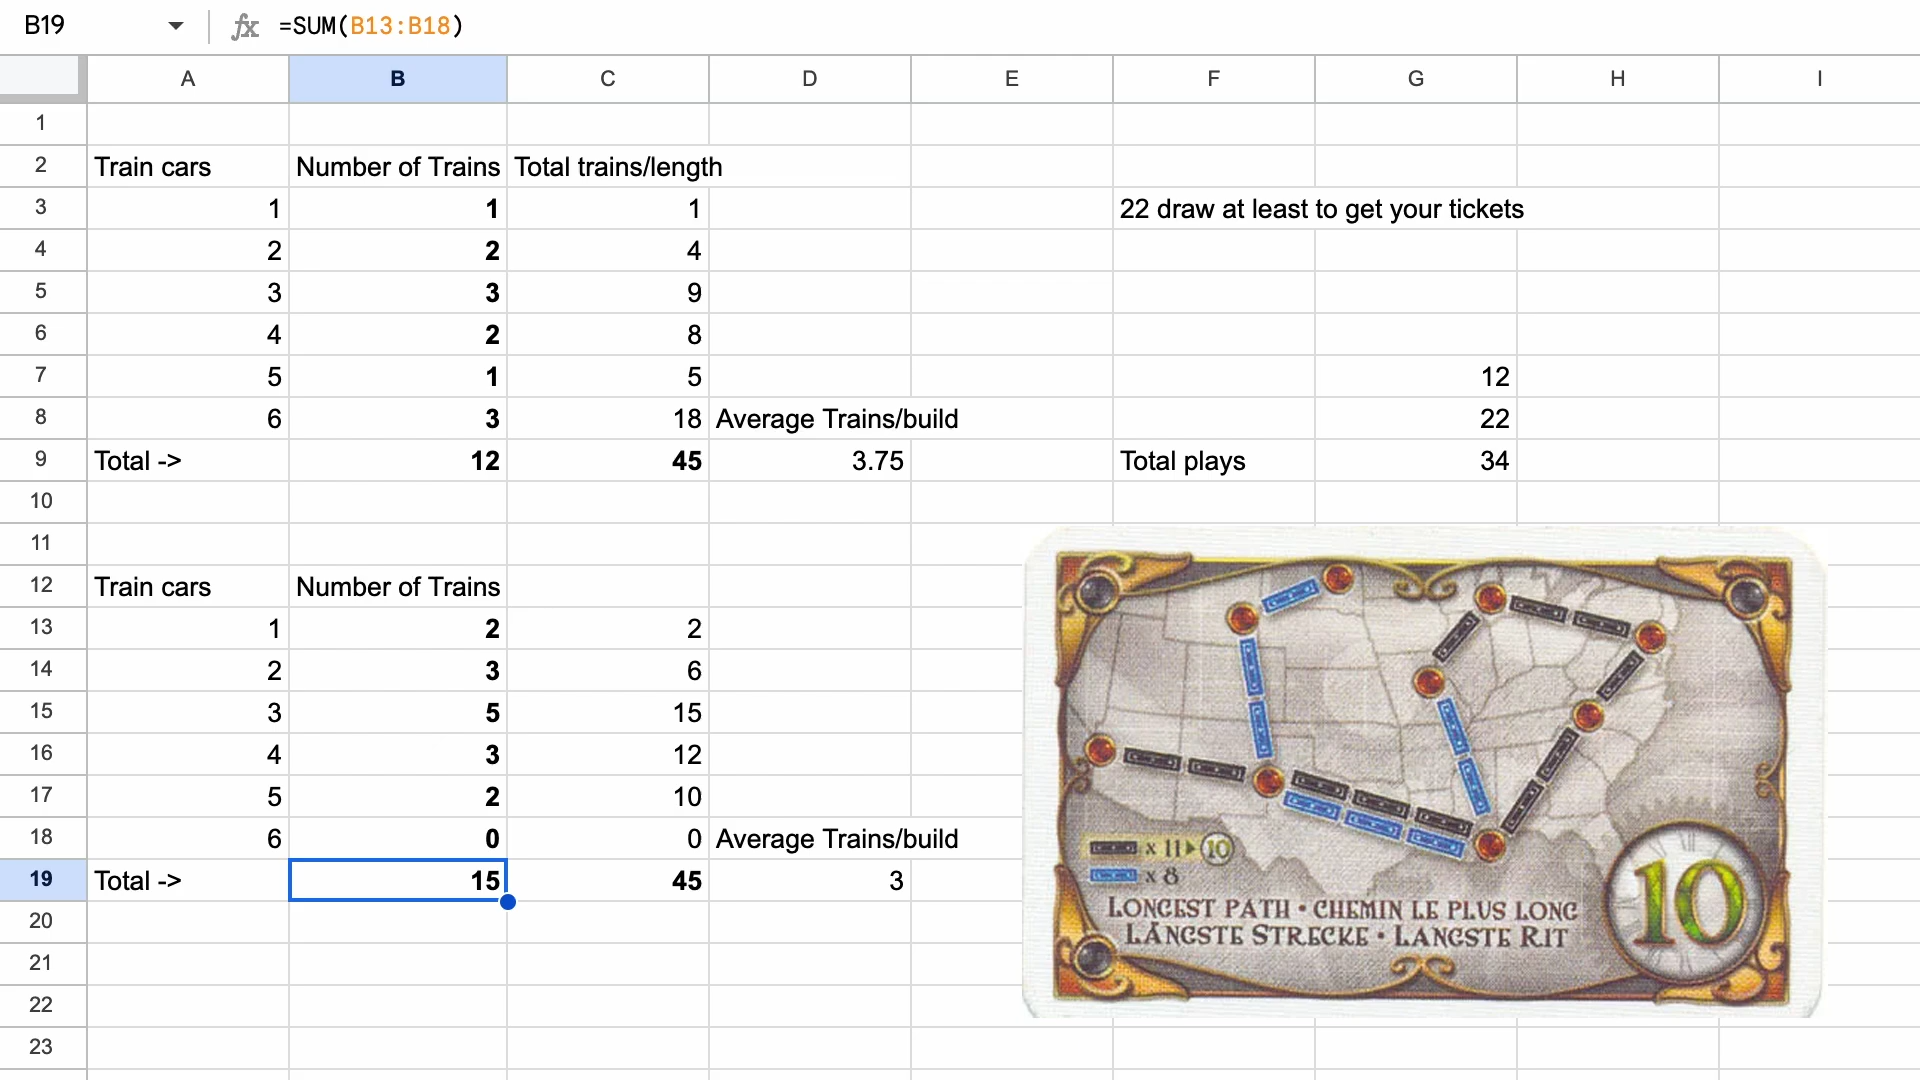 B19 fx =SUM(B13:B18)
A B C D E F G H I
1
2 Train cars Number of Trains Total trains/length
3 1 1 1 22 draw at least to get your tickets
4 2 2 4
5 3 3 9
6 4 2 8
7 5 1 5 12
8 6 3 18 Average Trains/build 22
9 Total -> 12 45 3.75 Total plays 34
10
11
12 Train cars Number of Trains
13 1 2 2
14 2 3 6
15 3 5 15
16 4 3 12
17 5 2 10
18 6 0 0 Average Trains/build
19 Total -> 15 45 3
20
21
22
23
x 11 ▸ 10
x 8
LONGEST PATH • CHEMIN LE PLUS LONG
LÄNGSTE STRECKE • LANGSTE RIT
10